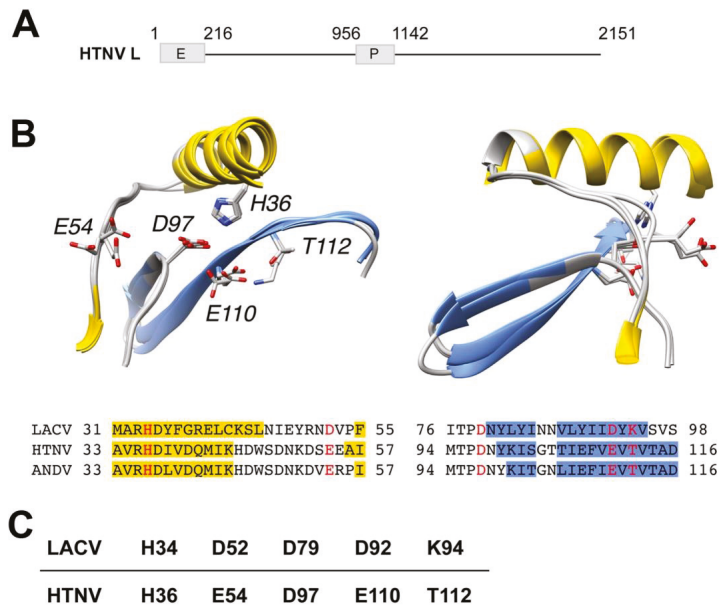 A
1 216 956 1142 2151
HTNV L E P
B
H36
E54 D97
T112
E110
LACV 31 MARHDYFGRELCKSLNIEYRNDVPF 55 76 ITPDNYLYINNVLYIIDYKVSVS 98
HTNV 33 AVRHDIVDQMIKHDWSDNKDSEEAI 57 94 MTPDNYKISGTTIEFVEVTVTAD 116
ANDV 33 AVRHDLVDQMIKHDWSDNKDVERPI 57 94 MTPDNYKITGNTIEFVEVTVTAD 116
C
LACV H34 D52 D79 D92 K94
HTNV H36 E54 D97 E110 T112